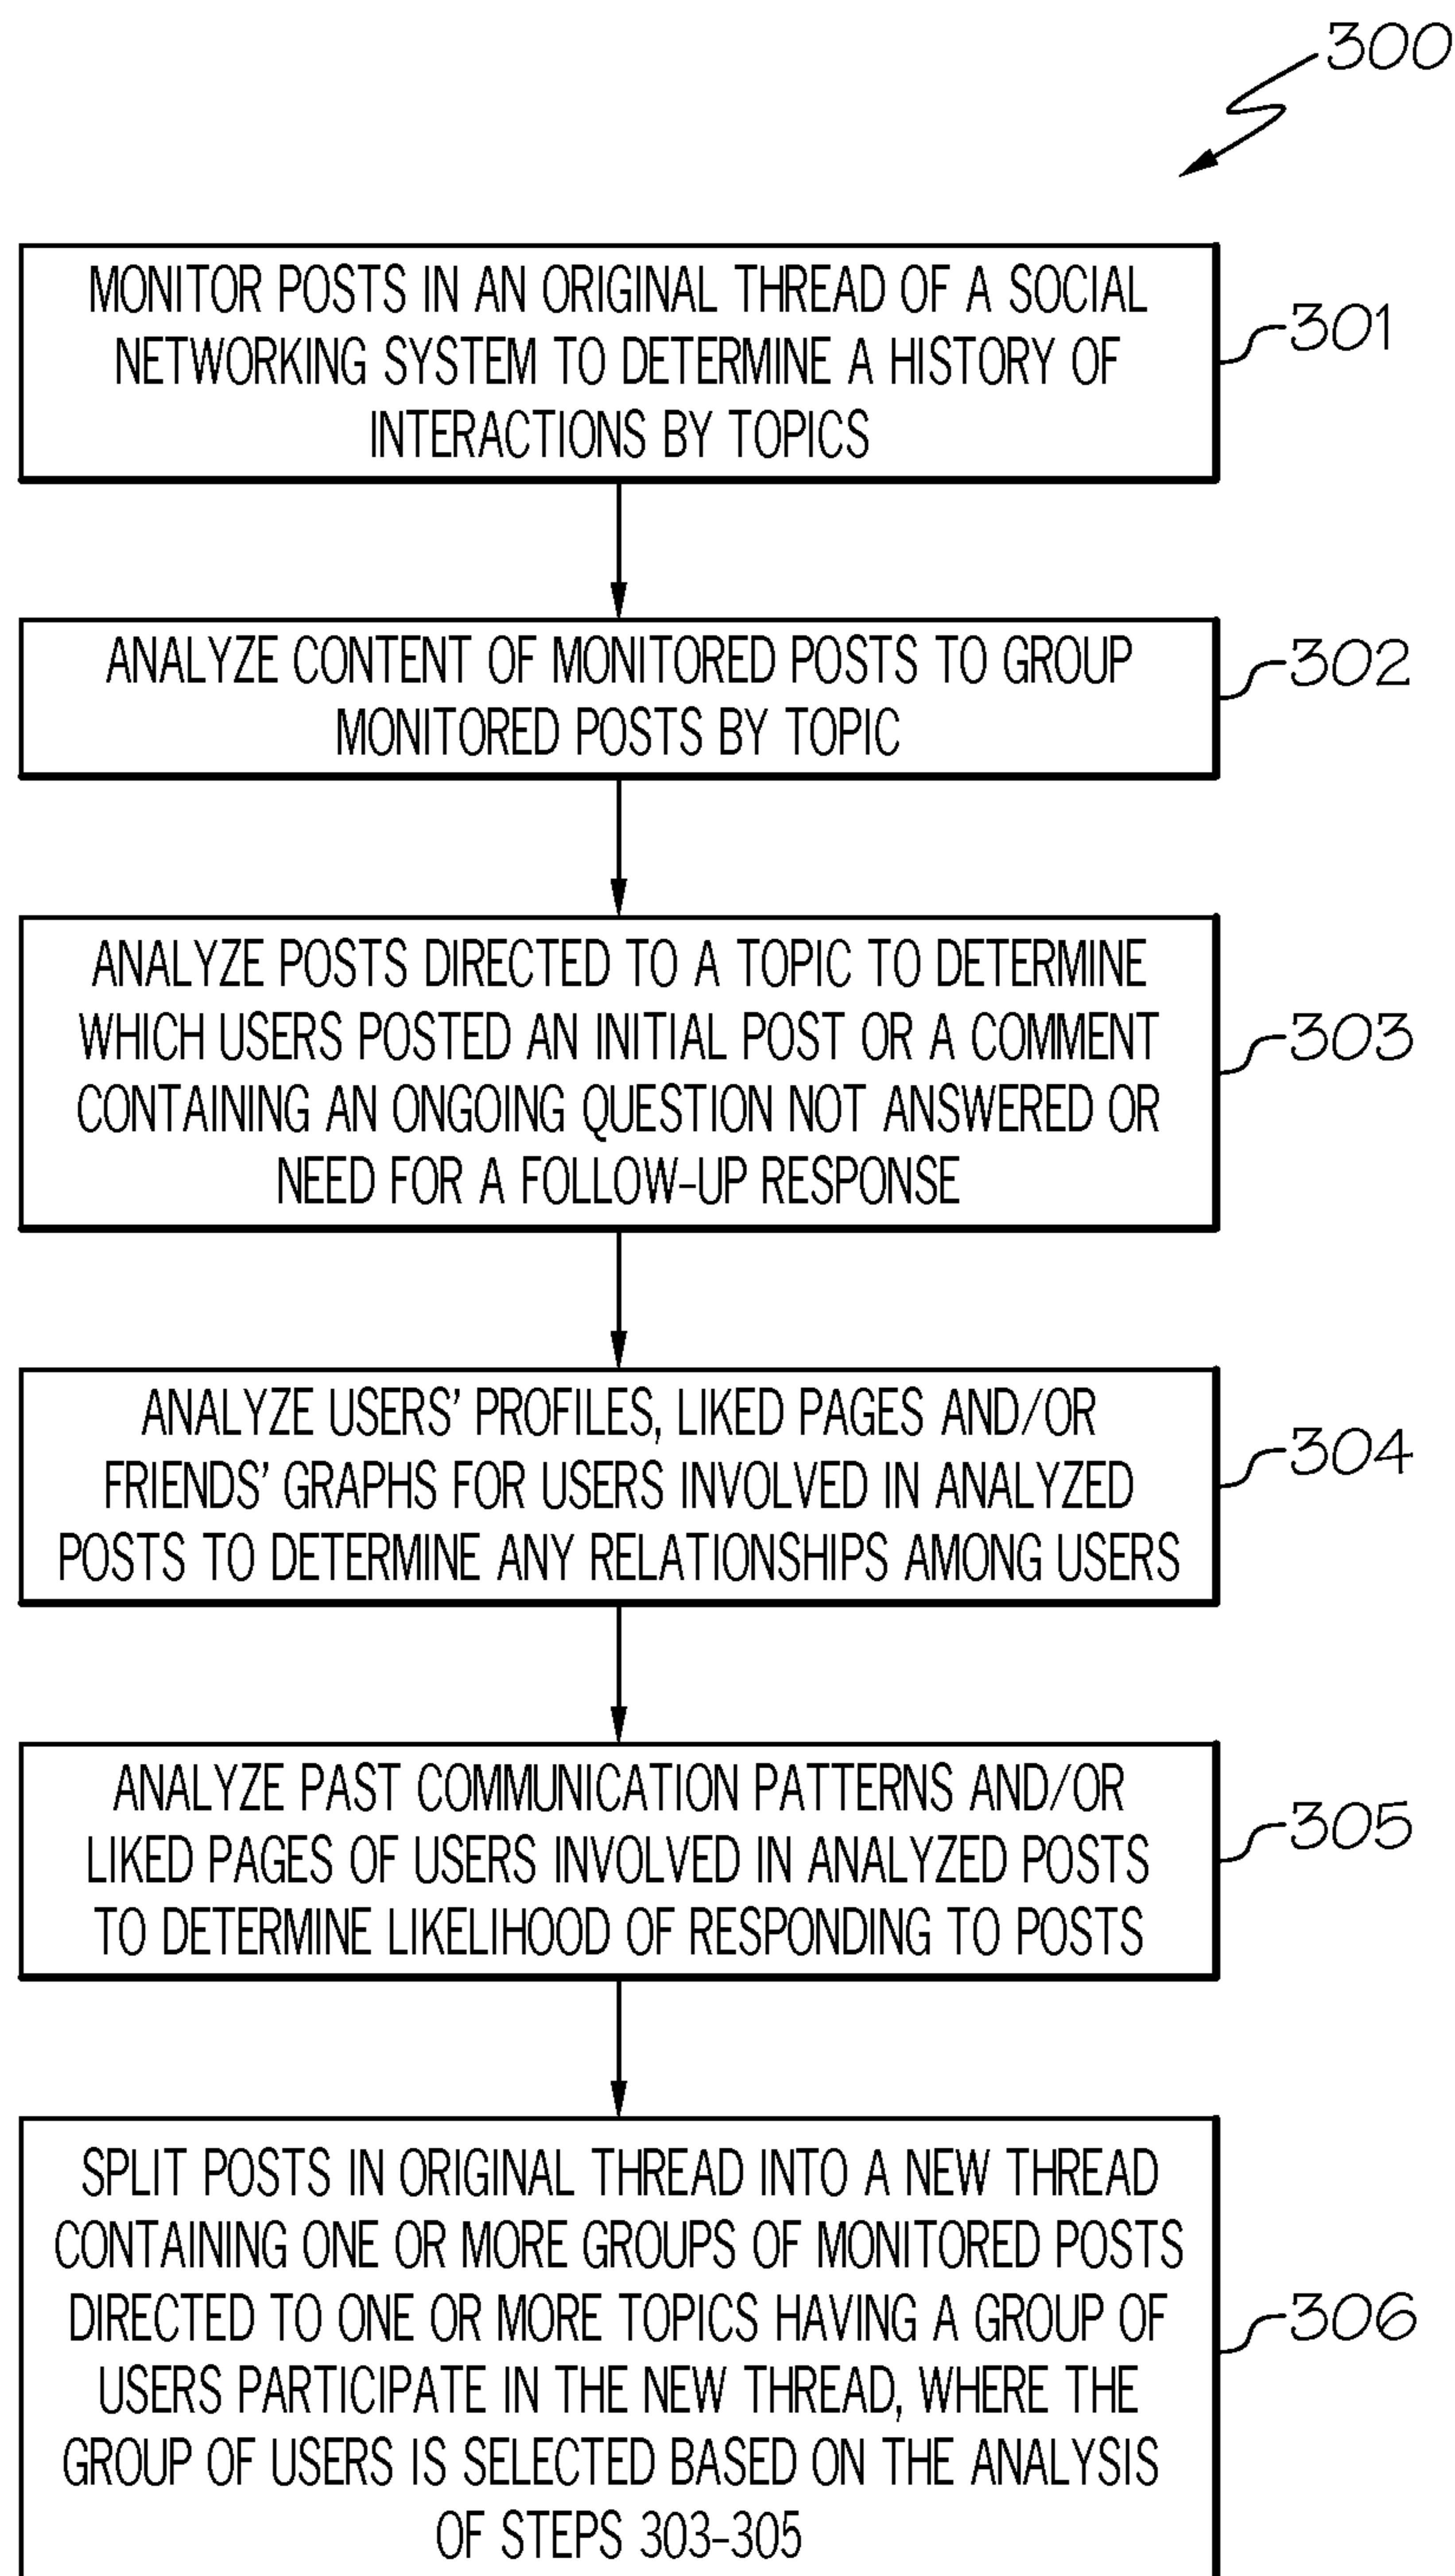 300
MONITOR POSTS IN AN ORIGINAL THREAD OF A SOCIAL
NETWORKING SYSTEM TO DETERMINE A HISTORY OF
INTERACTIONS BY TOPICS
301
ANALYZE CONTENT OF MONITORED POSTS TO GROUP
MONITORED POSTS BY TOPIC
302
ANALYZE POSTS DIRECTED TO A TOPIC TO DETERMINE
WHICH USERS POSTED AN INITIAL POST OR A COMMENT
CONTAINING AN ONGOING QUESTION NOT ANSWERED OR
NEED FOR A FOLLOW-UP RESPONSE
303
ANALYZE USERS' PROFILES, LIKED PAGES AND/OR
FRIENDS' GRAPHS FOR USERS INVOLVED IN ANALYZED
POSTS TO DETERMINE ANY RELATIONSHIPS AMONG USERS
304
ANALYZE PAST COMMUNICATION PATTERNS AND/OR
LIKED PAGES OF USERS INVOLVED IN ANALYZED POSTS
TO DETERMINE LIKELIHOOD OF RESPONDING TO POSTS
305
SPLIT POSTS IN ORIGINAL THREAD INTO A NEW THREAD
CONTAINING ONE OR MORE GROUPS OF MONITORED POSTS
DIRECTED TO ONE OR MORE TOPICS HAVING A GROUP OF
USERS PARTICIPATE IN THE NEW THREAD, WHERE THE
GROUP OF USERS IS SELECTED BASED ON THE ANALYSIS
OF STEPS 303-305
306